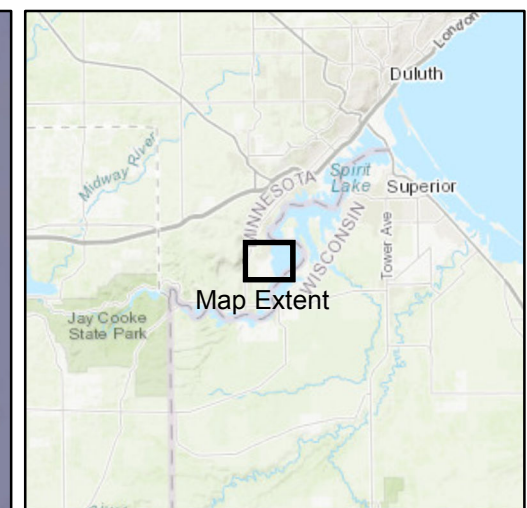 London
Duluth
Midway River
Spirit
Lake
Superior
MINNESOTA
WISCONSIN
Tower Ave
Map Extent
Jay Cooke
State Park